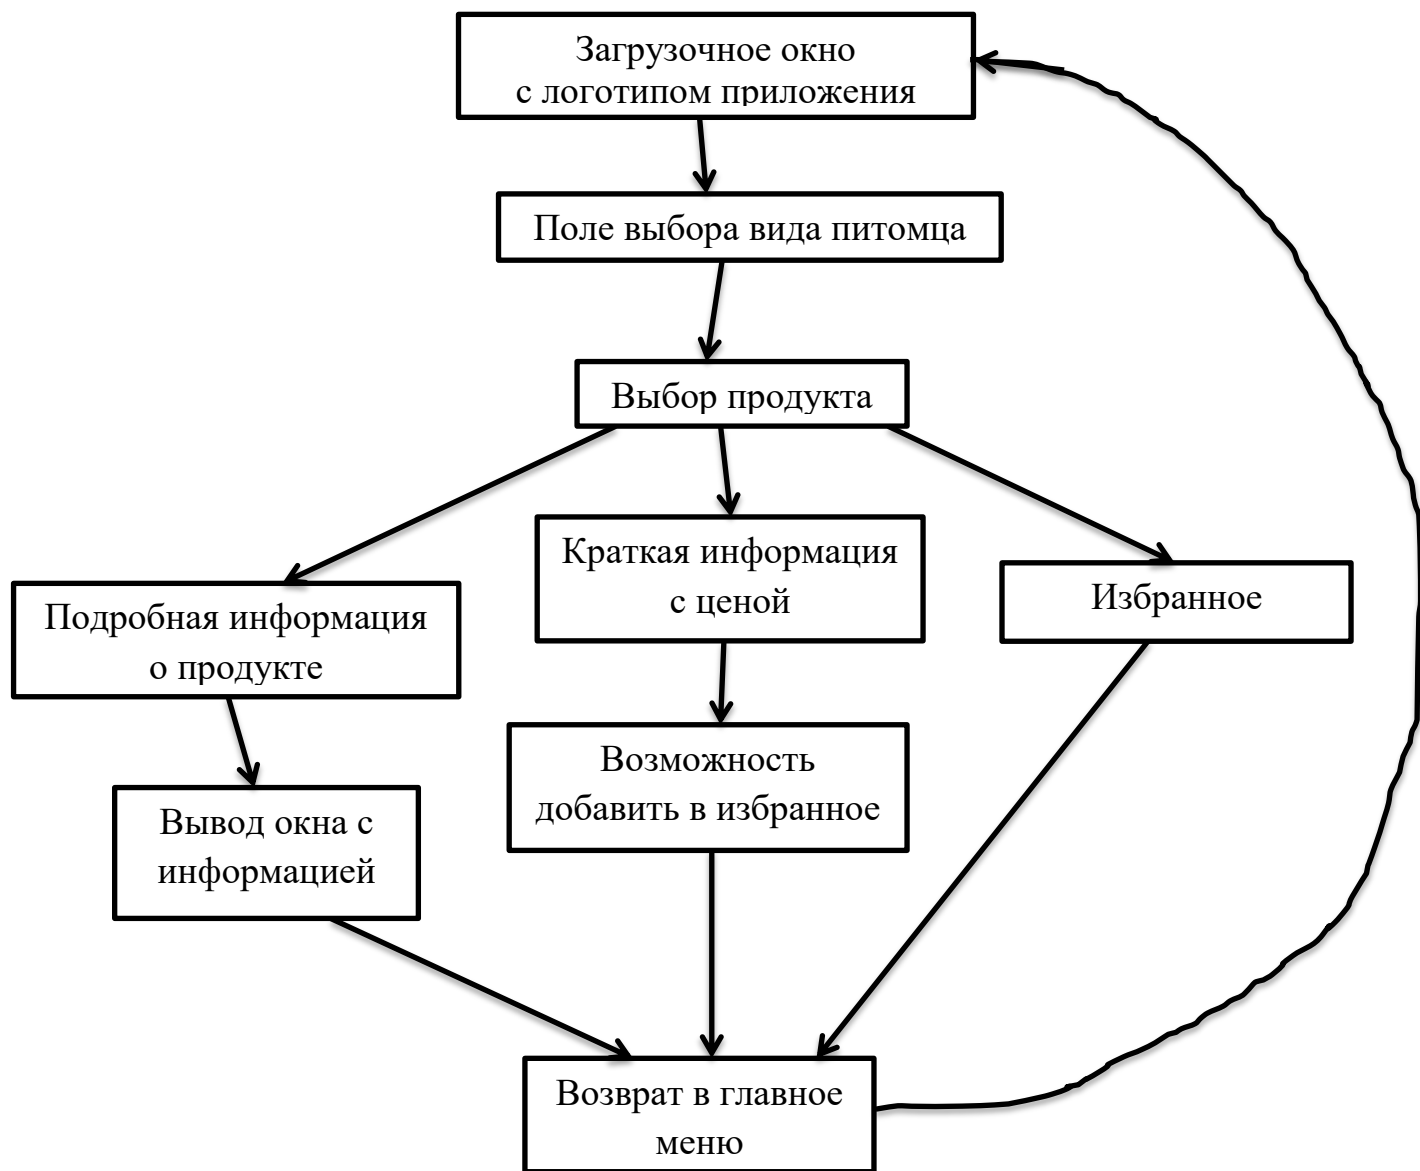 Загрузочное окно
с логотипом приложения
Поле выбора вида питомца
Выбор продукта
Краткая информация
с ценой
Избранное
Подробная информация
о продукте
Возможность
добавить в избранное
Вывод окна с
информацией
Возврат в главное
меню